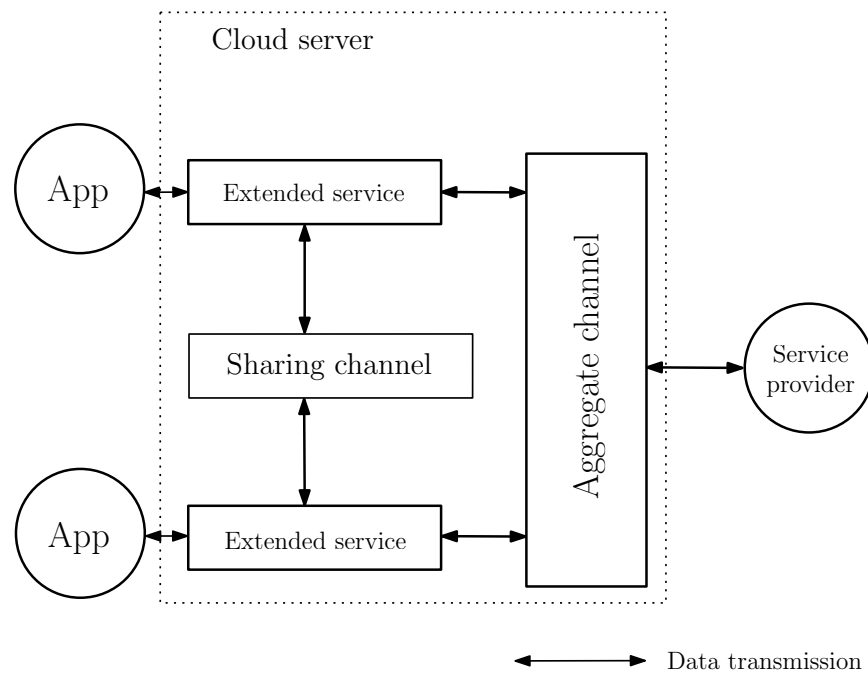 Cloud server
App
Extended service
Sharing channel
Aggregate channel
Service
provider
App
Extended service
Data transmission